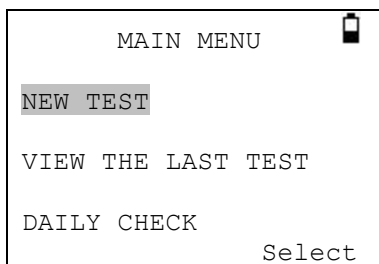 MAIN MENU
NEW TEST
VIEW THE LAST TEST
DAILY CHECK
Select